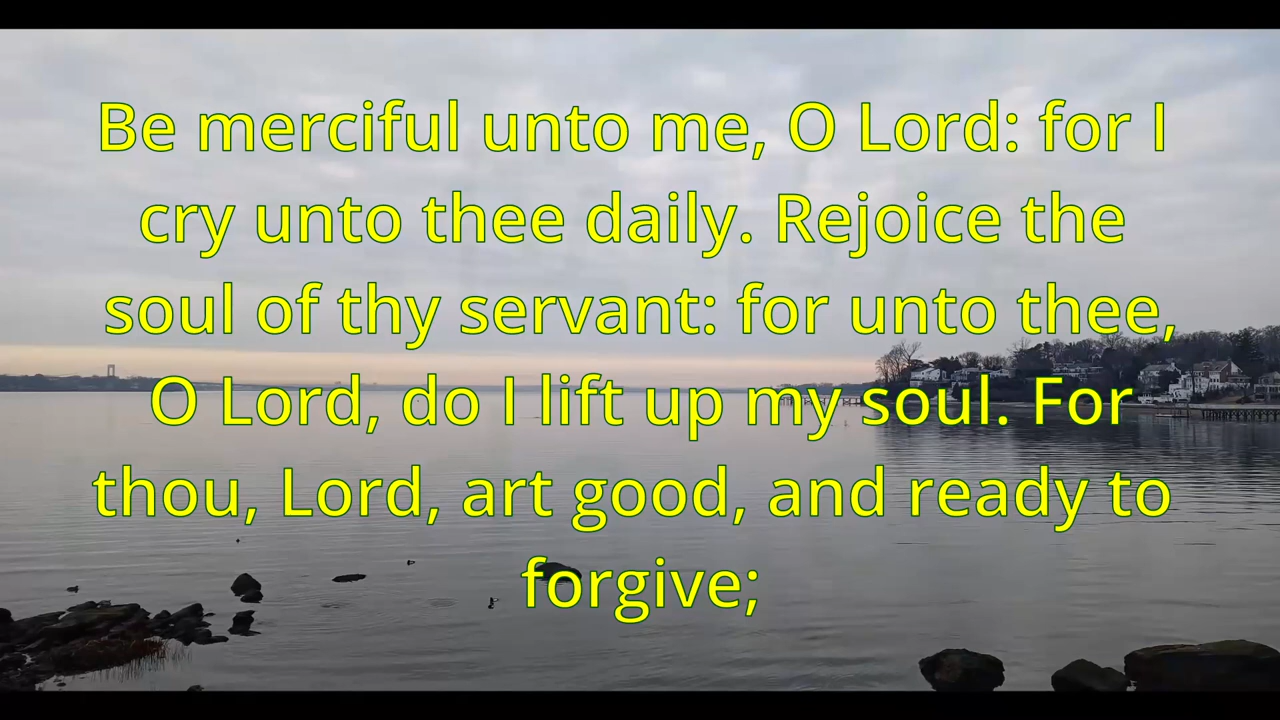 Be merciful unto me, O Lord: for I
cry unto thee daily. Rejoice the
soul of thy servant: for unto thee,
O Lord, do I lift up my soul. For
thou, Lord, art good, and ready to
forgive;